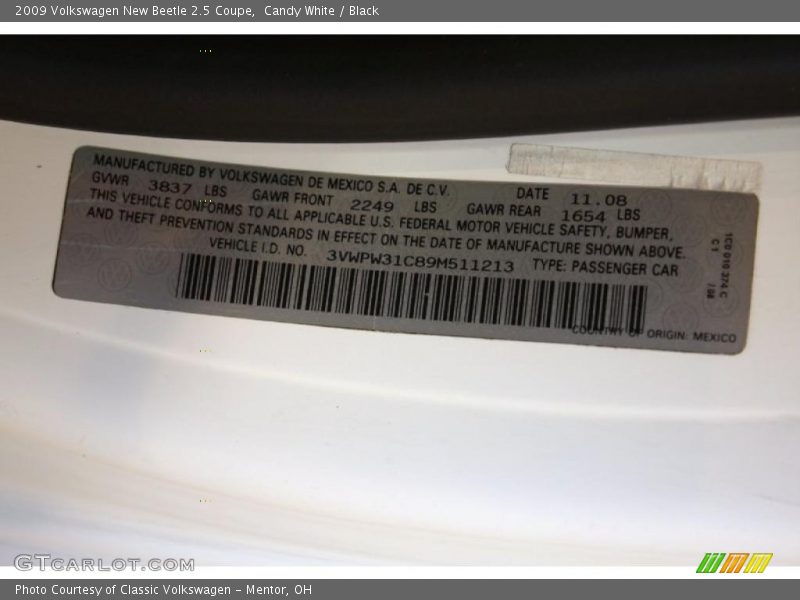 2009 Volkswagen New Beetle 2.5 Coupe, Candy White / Black
MANUFACTURED BY VOLKSWAGEN DE MEXICO S.A. DE C.V. DATE 11.08
GVWR 3837 LBS GAWR FRONT 2249 LBS GAWR REAR 1654 LBS
THIS VEHICLE CONFORMS TO ALL APPLICABLE U.S. FEDERAL MOTOR VEHICLE SAFETY, BUMPER,
AND THEFT PREVENTION STANDARDS IN EFFECT ON THE DATE OF MANUFACTURE SHOWN ABOVE.
VEHICLE I.D. NO. 3VWPW31C89M511213 TYPE: PASSENGER CAR
COUNTRY OF ORIGIN: MEXICO
1C0 010 374 C
GTCARLOT.COM
Photo Courtesy of Classic Volkswagen - Mentor, OH